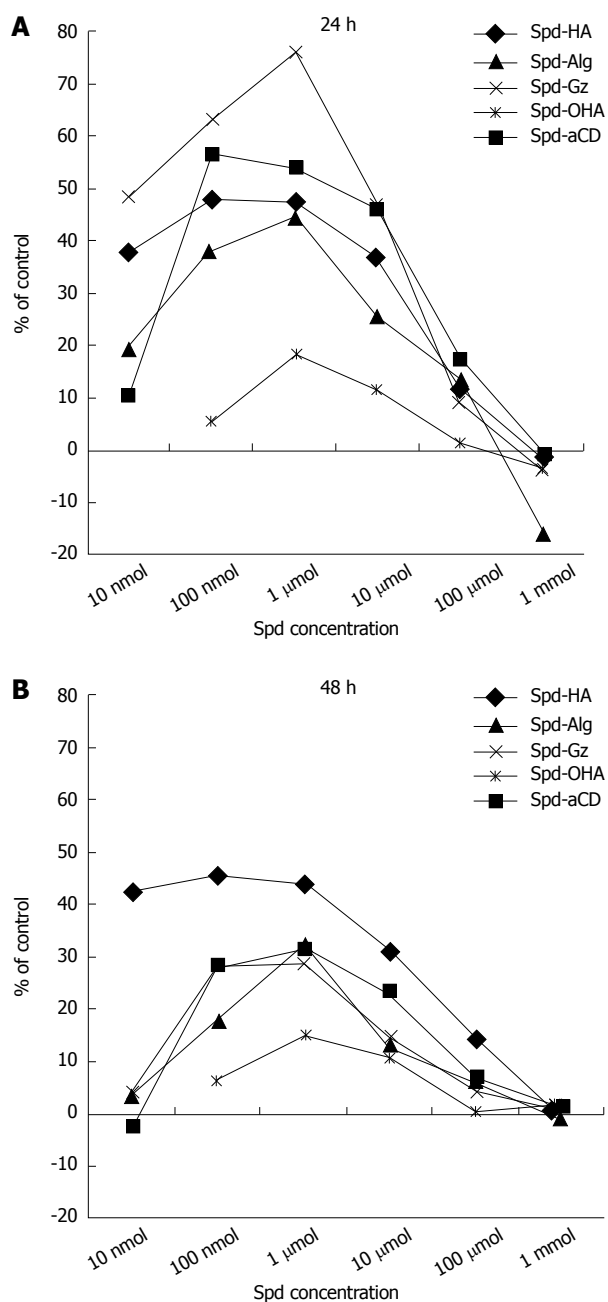 A
24 h
80
70
60
50
40
30
20
10
0
-10
-20
% of control
Spd-HA
Spd-Alg
Spd-Gz
Spd-OHA
Spd-aCD
10 nmol
100 nmol
1 μmol
10 μmol
100 μmol
1 mmol
Spd concentration
B
48 h
80
70
60
50
40
30
20
10
0
-10
-20
% of control
Spd-HA
Spd-Alg
Spd-Gz
Spd-OHA
Spd-aCD
10 nmol
100 nmol
1 μmol
10 μmol
100 μmol
1 mmol
Spd concentration